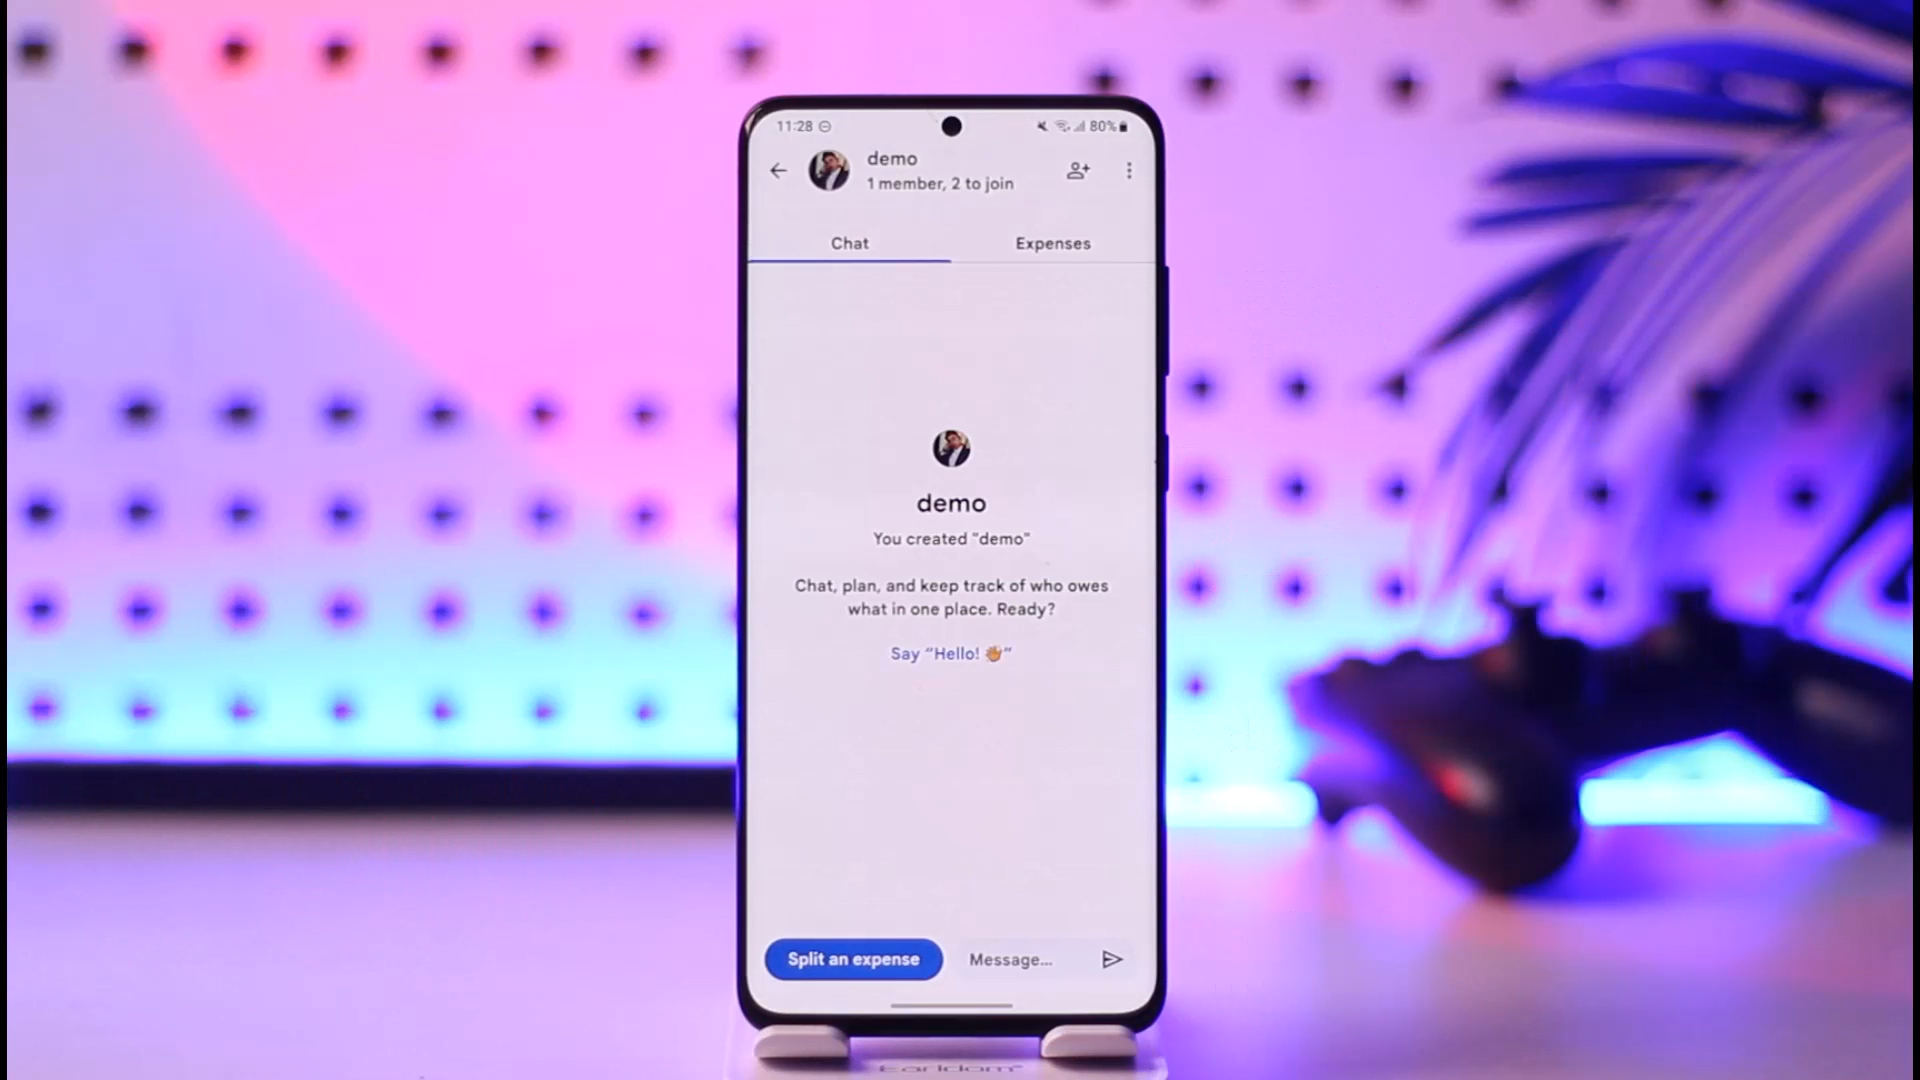 11:28
80%
demo
1 member, 2 to join
Chat
Expenses
demo
You created "demo"
Chat, plan, and keep track of who owes
what in one place. Ready?
Say “Hello! 👋”
Split an expense
Message...
Earldom